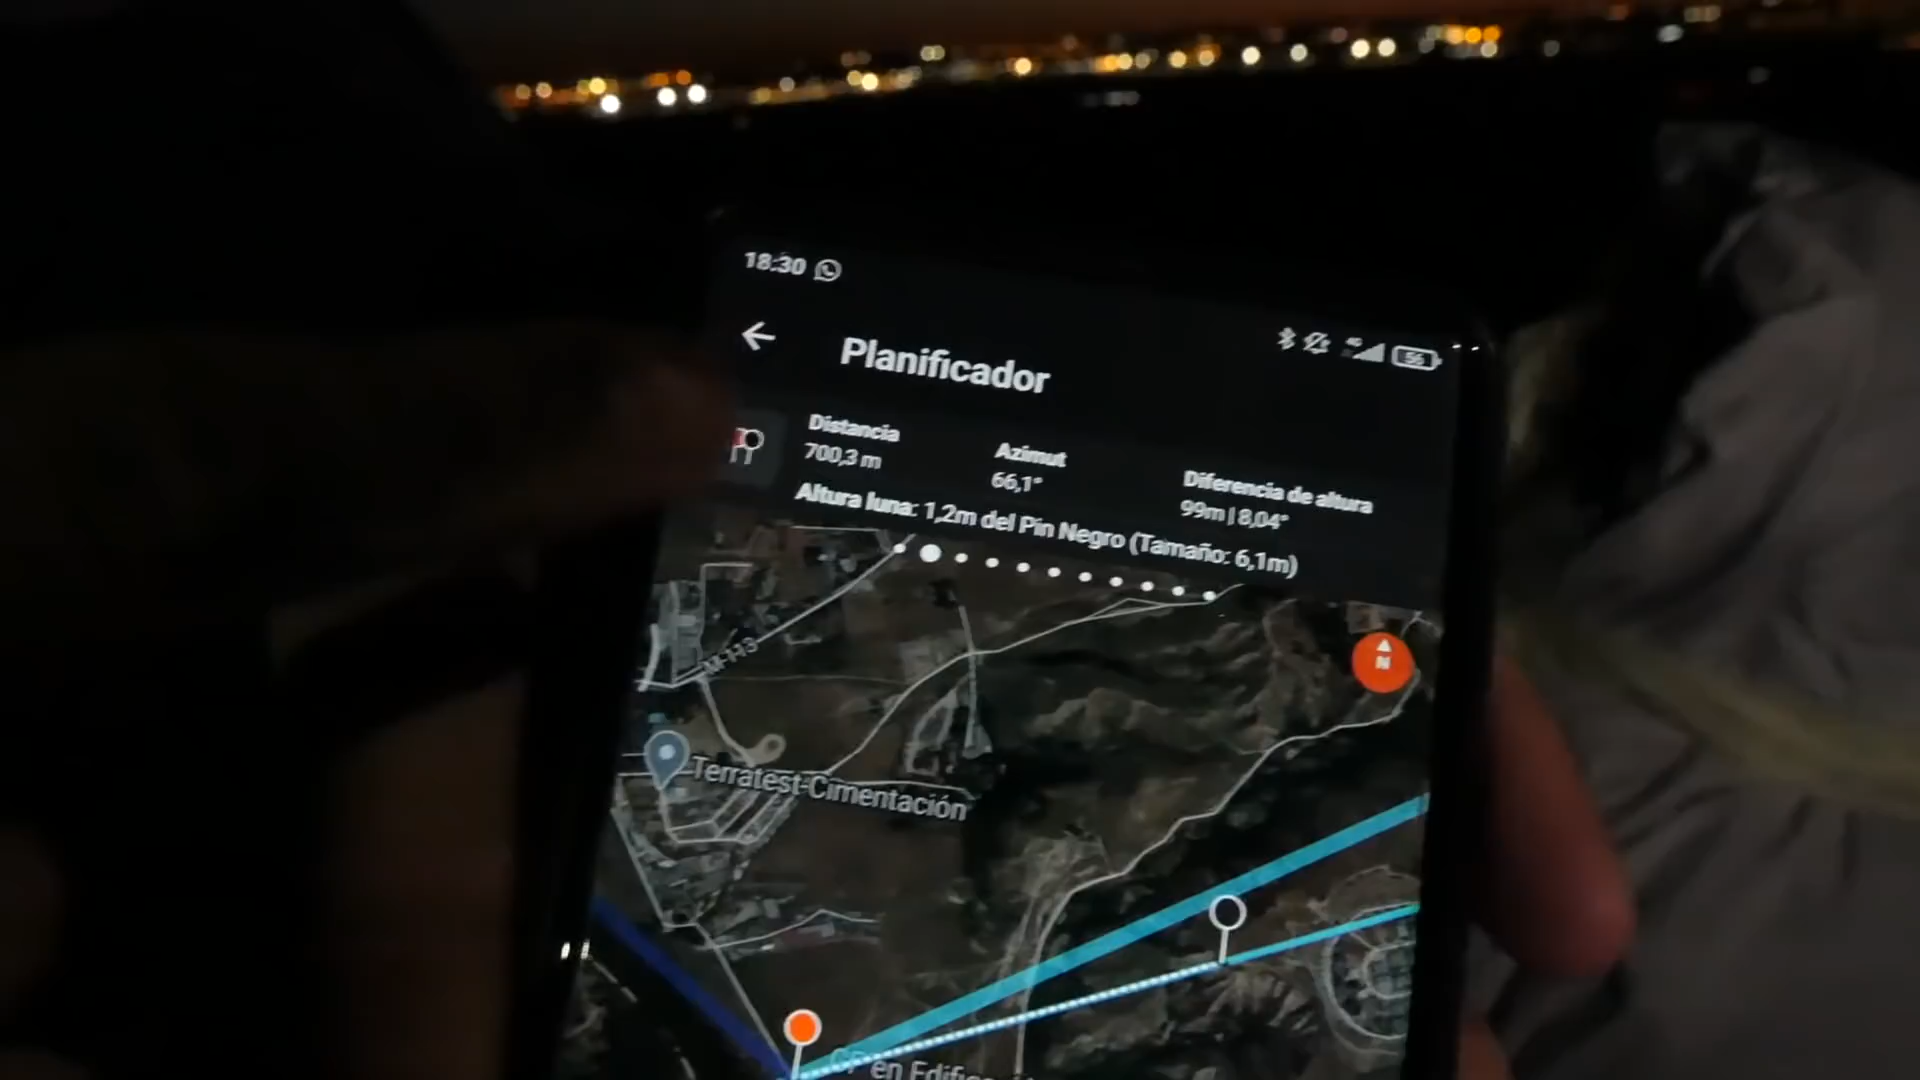 18:30
56
Planificador
Distancia
700,3 m
Azimut
66,1°
Diferencia de altura
99m | 8,04°
Altura luna: 1,2m del Pin Negro (Tamaño: 6,1m)
N
M-113
Terratest-Cimentación
en